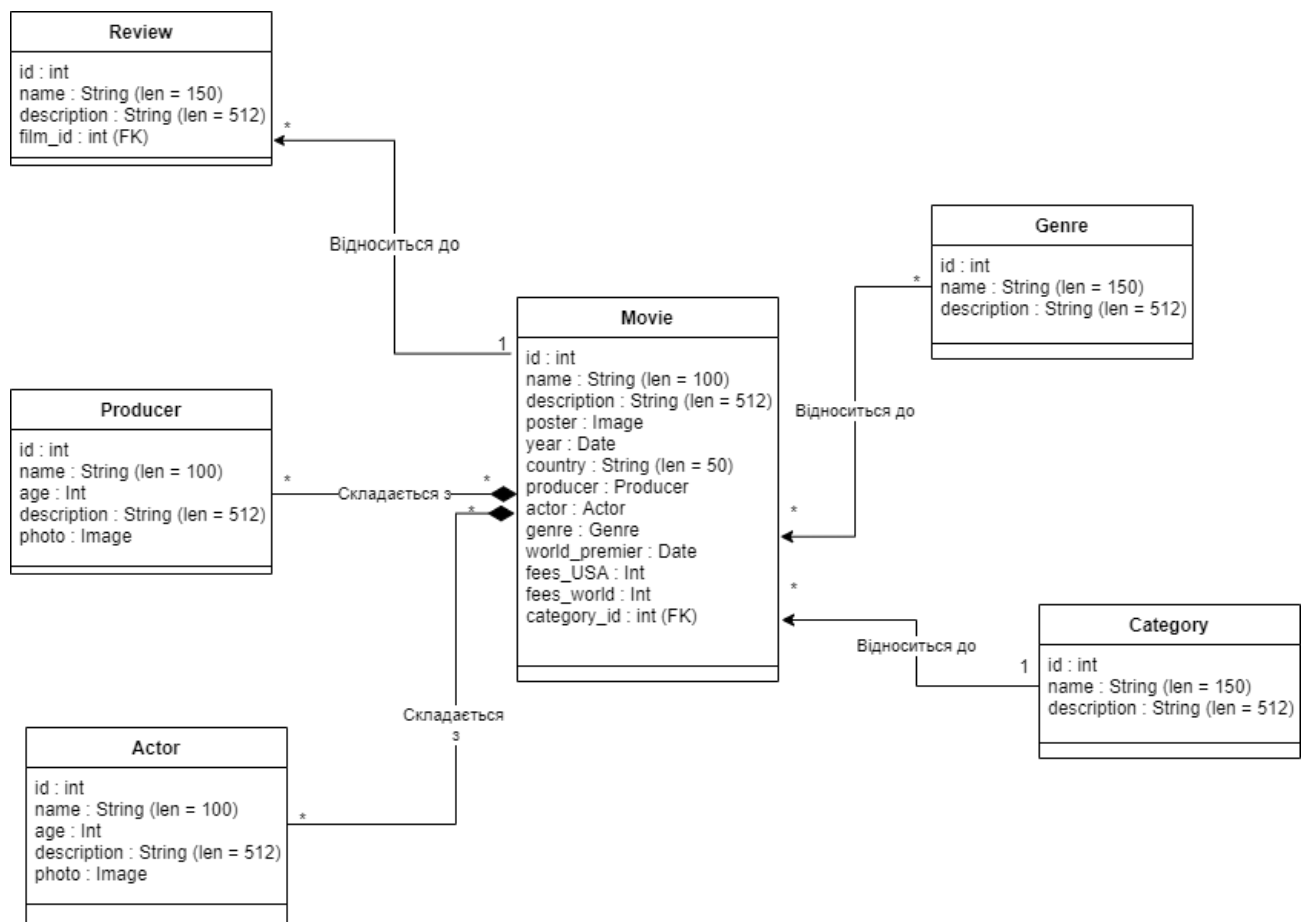 Review
id : int
name : String (len = 150)
description : String (len = 512)
film_id : int (FK)
*
Відноситься до
1
Genre
id : int
name : String (len = 150)
description : String (len = 512)
*
Відноситься до
*
Movie
id : int
name : String (len = 100)
description : String (len = 512)
poster : Image
year : Date
country : String (len = 50)
producer : Producer
actor : Actor
genre : Genre
world_premier : Date
fees_USA : Int
fees_world : Int
category_id : int (FK)
Producer
id : int
name : String (len = 100)
age : Int
description : String (len = 512)
photo : Image
*
Складається з
*
*
Складається
з
*
Actor
id : int
name : String (len = 100)
age : Int
description : String (len = 512)
photo : Image
*
Відноситься до
1
Category
id : int
name : String (len = 150)
description : String (len = 512)